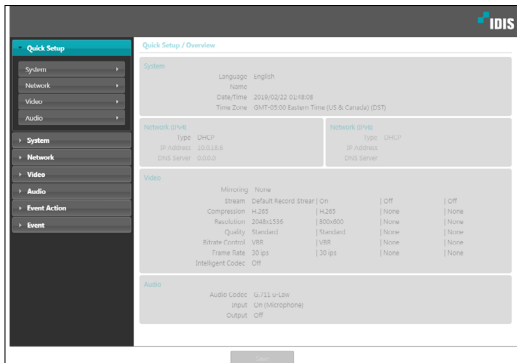 IDIS
Quick Setup
System
Network
Video
Audio
System
Network
Video
Audio
Event Action
Event
Quick Setup / Overview
System
Language English
Name
Date/Time 2019/02/22 01:48:08
Time Zone GMT-05:00 Eastern Time (US & Canada) (DST)
Network (IPv4)
Type DHCP
IP Address 10.0.18.6
DNS Server 0.0.0.0
Network (IPv6)
Type DHCP
IP Address
DNS Server
Video
Mirroring None
Stream Default Record Strear | On | Off | Off
Compression H.265 | H.265 | None | None
Resolution 2048x1536 | 800x600 | None | None
Quality Standard | Standard | None | None
Bitrate Control VBR | VBR | None | None
Frame Rate 30 ips | 30 ips | None | None
Intelligent Codec Off
Audio
Audio Codec G.711 u-Law
Input On (Microphone)
Output Off